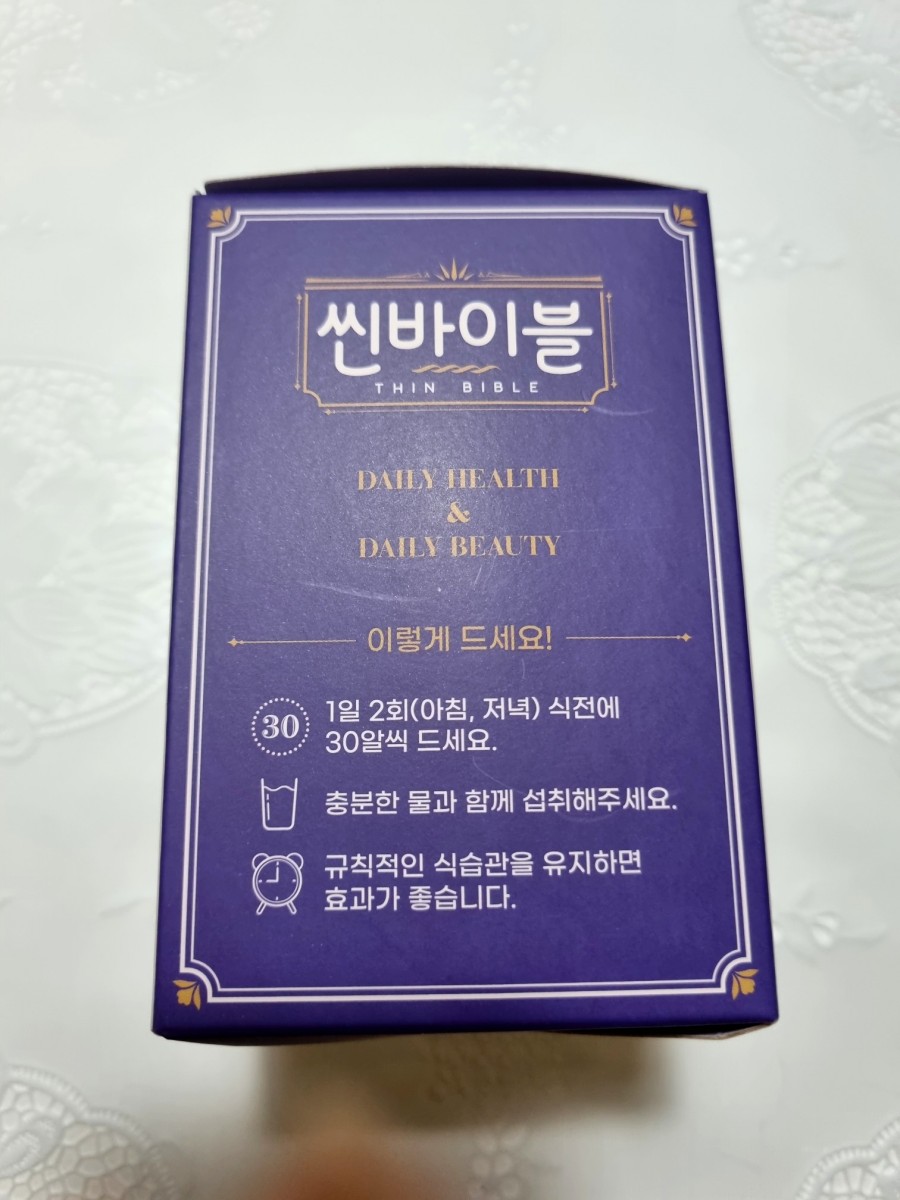 씬바이블
THIN BIBLE
DAILY HEALTH
&
DAILY BEAUTY
이렇게 드세요!
30
1일 2회(아침, 저녁) 식전에
30알씩 드세요.
충분한 물과 함께 섭취해주세요.
규칙적인 식습관을 유지하면
효과가 좋습니다.